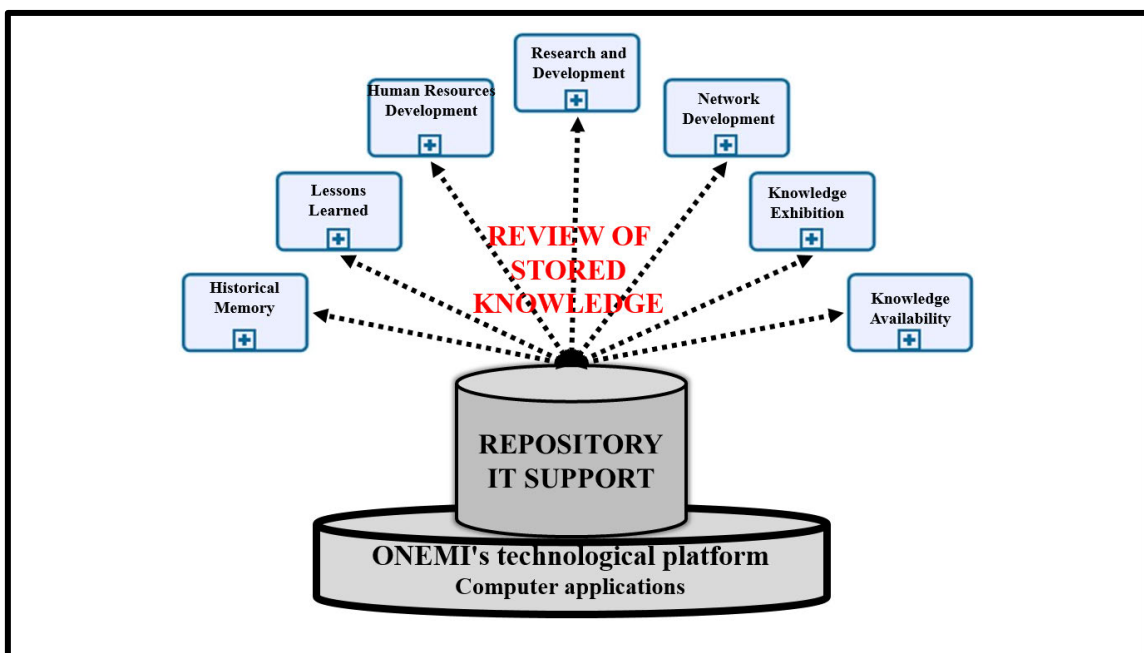 Research and
Development
Human Resources
Development
Network
Development
Lessons
Learned
Knowledge
Exhibition
Historical
Memory
Knowledge
Availability
REVIEW OF
STORED
KNOWLEDGE
REPOSITORY
IT SUPPORT
ONEMI's technological platform
Computer applications